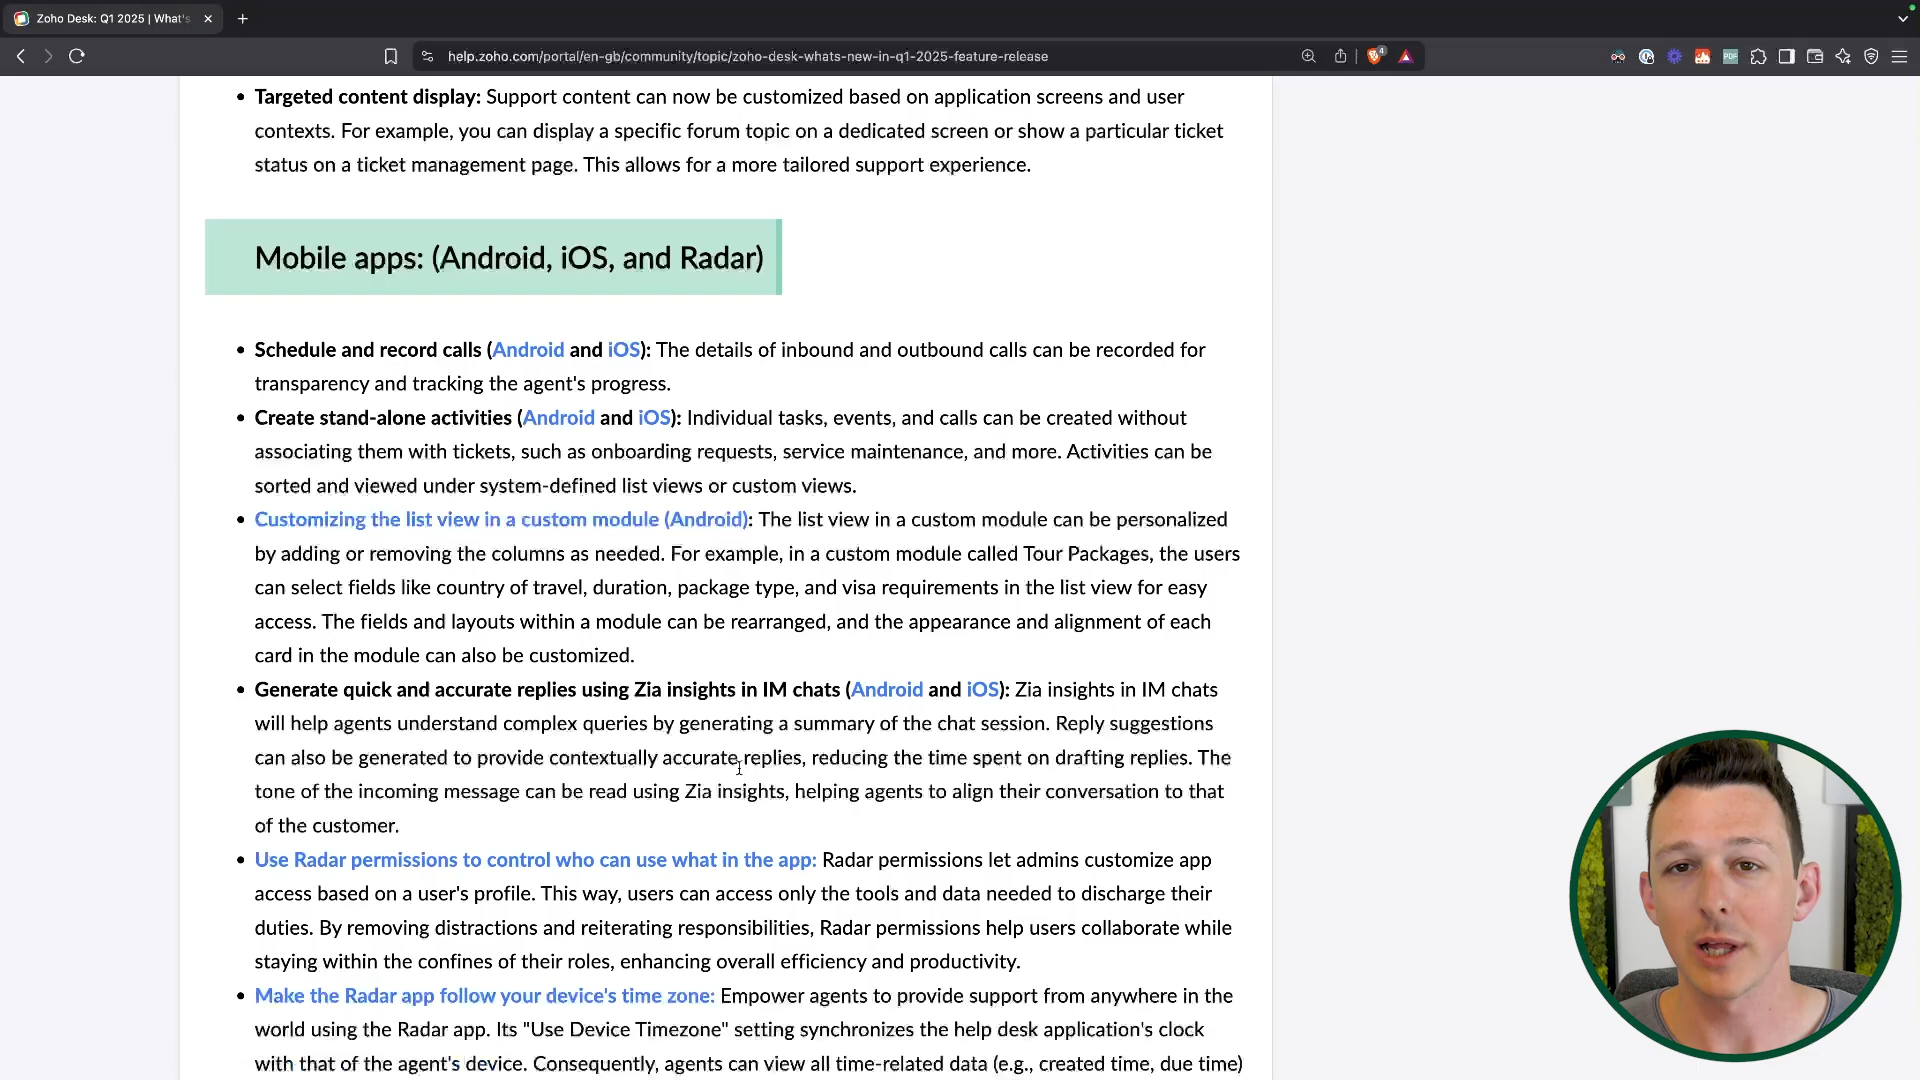 Zoho Desk: Q1 2025 | What's
help.zoho.com/portal/en-gb/community/topic/zoho-desk-whats-new-in-q1-2025-feature-release
4
PDF
Targeted content display: Support content can now be customized based on application screens and user
contexts. For example, you can display a specific forum topic on a dedicated screen or show a particular ticket
status on a ticket management page. This allows for a more tailored support experience.
Mobile apps: (Android, iOS, and Radar)
Schedule and record calls (Android and iOS): The details of inbound and outbound calls can be recorded for
transparency and tracking the agent's progress.
Create stand-alone activities (Android and iOS): Individual tasks, events, and calls can be created without
associating them with tickets, such as onboarding requests, service maintenance, and more. Activities can be
sorted and viewed under system-defined list views or custom views.
Customizing the list view in a custom module (Android): The list view in a custom module can be personalized
by adding or removing the columns as needed. For example, in a custom module called Tour Packages, the users
can select fields like country of travel, duration, package type, and visa requirements in the list view for easy
access. The fields and layouts within a module can be rearranged, and the appearance and alignment of each
card in the module can also be customized.
Generate quick and accurate replies using Zia insights in IM chats (Android and iOS): Zia insights in IM chats
will help agents understand complex queries by generating a summary of the chat session. Reply suggestions
can also be generated to provide contextually accurate replies, reducing the time spent on drafting replies. The
tone of the incoming message can be read using Zia insights, helping agents to align their conversation to that
of the customer.
Use Radar permissions to control who can use what in the app: Radar permissions let admins customize app
access based on a user's profile. This way, users can access only the tools and data needed to discharge their
duties. By removing distractions and reiterating responsibilities, Radar permissions help users collaborate while
staying within the confines of their roles, enhancing overall efficiency and productivity.
Make the Radar app follow your device's time zone: Empower agents to provide support from anywhere in the
world using the Radar app. Its "Use Device Timezone" setting synchronizes the help desk application's clock
with that of the agent's device. Consequently, agents can view all time-related data (e.g., created time, due time)